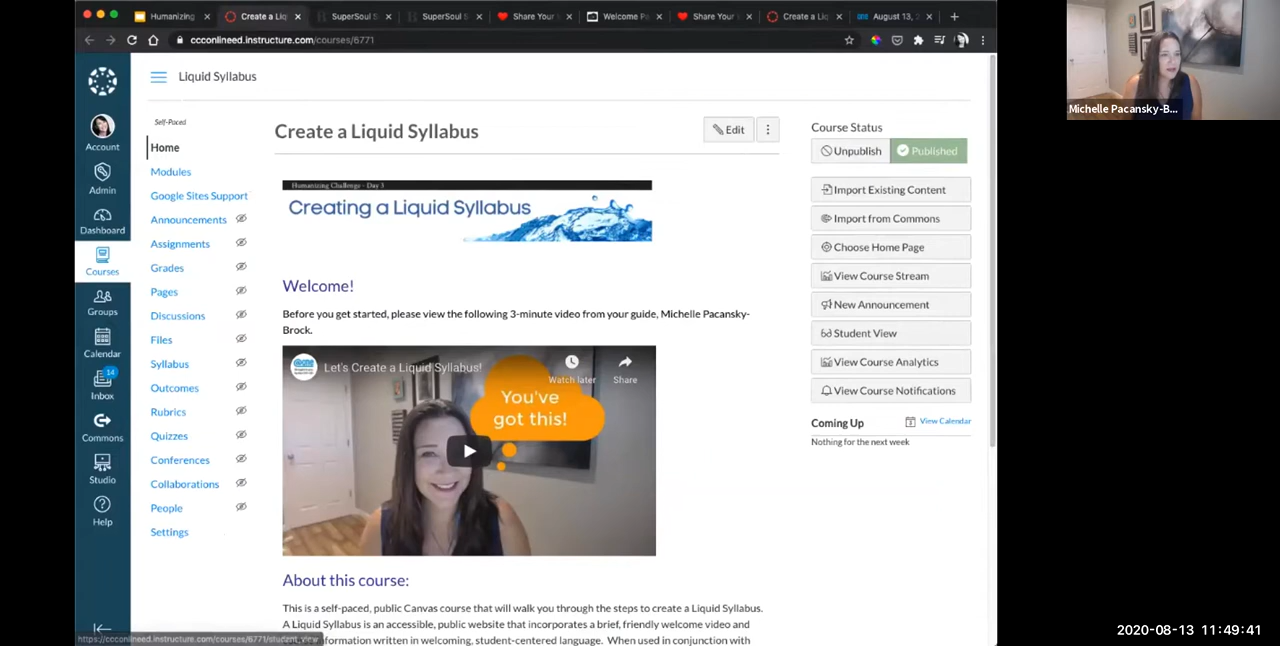 Humanizing
Create a Liq
SuperSoul S
SuperSoul S
Share Your
Welcome Pa
Share Your
Create a Liq
August 13, 2
ccconlineed.instructure.com/courses/6771
Michelle Pacansky-B...
Liquid Syllabus
Account
Admin
Dashboard
Courses
Groups
Calendar
14
Inbox
Commons
Studio
Help
Self-Paced
Home
Modules
Google Sites Support
Announcements
Assignments
Grades
Pages
Discussions
Files
Syllabus
Outcomes
Rubrics
Quizzes
Conferences
Collaborations
People
Settings
Create a Liquid Syllabus
Edit
Humanizing Challenge - Day 3
Creating a Liquid Syllabus
Welcome!
Before you get started, please view the following 3-minute video from your guide, Michelle Pacansky-
Brock.
Let's Create a Liquid Syllabus!
Watch later
Share
You've
got this!
About this course:
This is a self-paced, public Canvas course that will walk you through the steps to create a Liquid Syllabus.
A Liquid Syllabus is an accessible, public website that incorporates a brief, friendly welcome video and
information written in welcoming, student-centered language. When used in conjunction with
Course Status
Unpublish
Published
Import Existing Content
Import from Commons
Choose Home Page
View Course Stream
New Announcement
Student View
View Course Analytics
View Course Notifications
Coming Up
View Calendar
Nothing for the next week
https://ccconlineed.instructure.com/courses/6771/student_view
2020-08-13 11:49:41